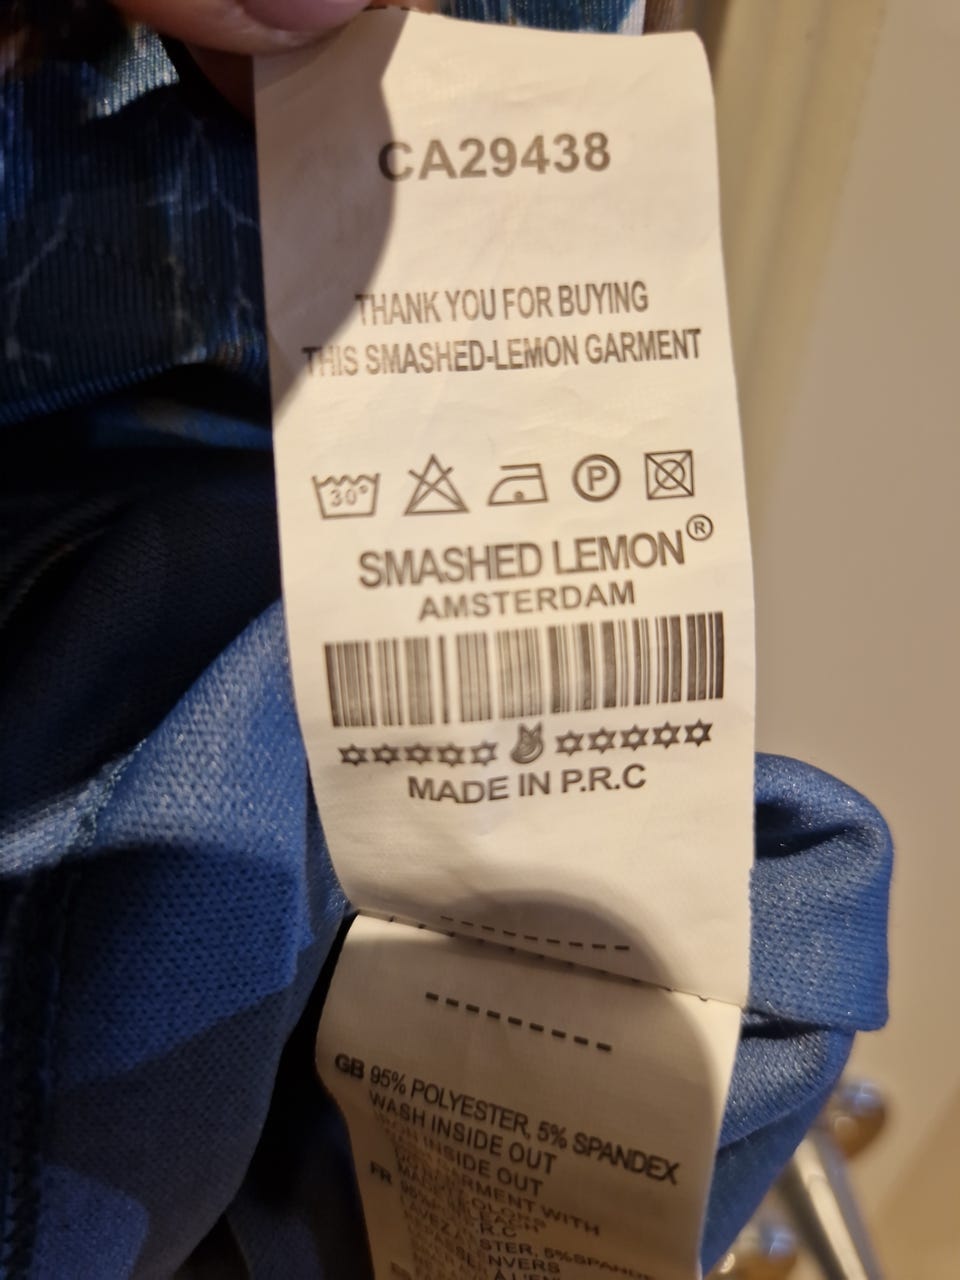 CA29438
THANK YOU FOR BUYING
THIS SMASHED-LEMON GARMENT
30°
P
SMASHED LEMON®
AMSTERDAM
MADE IN P.R.C
GB 95% POLYESTER, 5% SPANDEX
WASH INSIDE OUT
INSIDE OUT
GARMENT WITH
FR